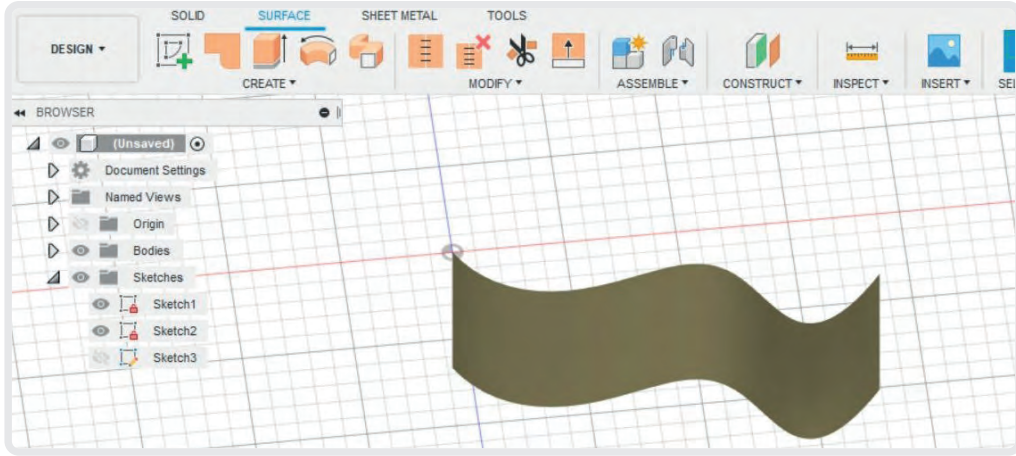 SOLID SURFACE SHEET METAL TOOLS
DESIGN
CREATE MODIFY ASSEMBLE CONSTRUCT INSPECT INSERT
BROWSER
(Unsaved)
Document Settings
Named Views
Origin
Bodies
Sketches
Sketch1
Sketch2
Sketch3